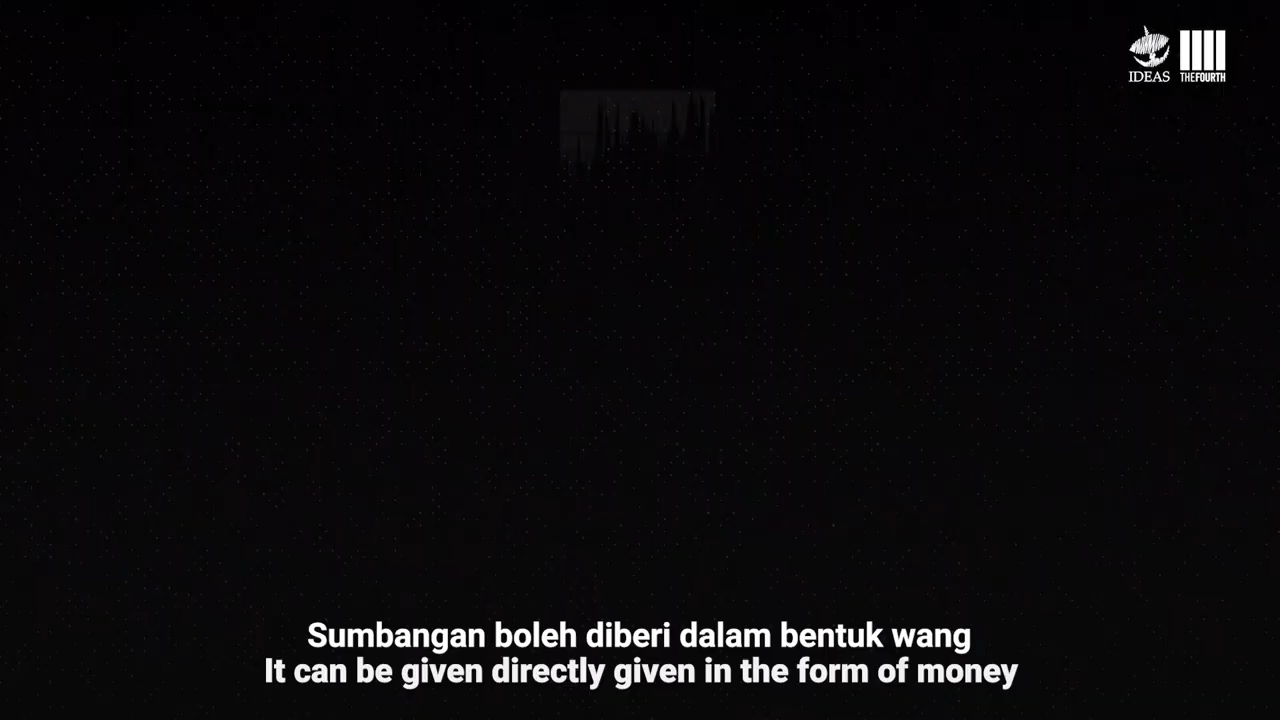 IDEAS
THEFOURTH
Sumbangan boleh diberi dalam bentuk wang
It can be given directly given in the form of money